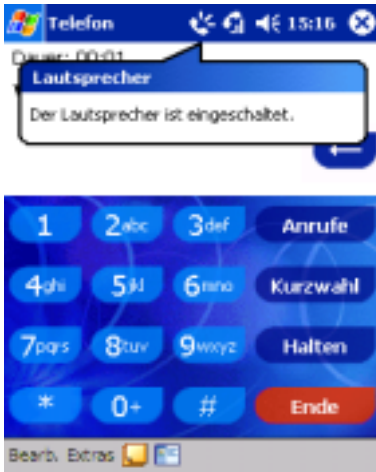 Telefon 15:16
Dauer: 00:01
Lautsprecher
Der Lautsprecher ist eingeschaltet.
1 2abc 3def Anrufe
4ghi 5jkl 6mno Kurzwahl
7pqrs 8tuv 9wxyz Halten
* 0+ # Ende
Bearb. Extras